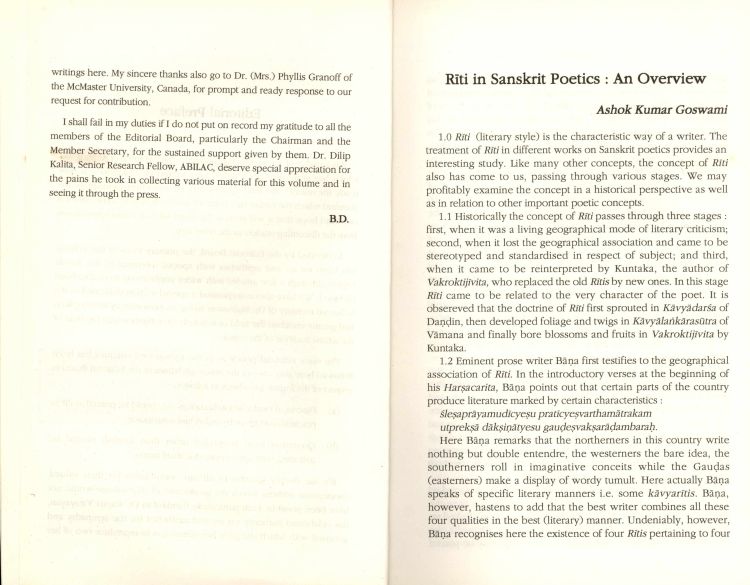 writings here. My sincere thanks also go to Dr. (Mrs.) Phyllis Granoff of
the McMaster University, Canada, for prompt and ready response to our
request for contribution.
I shall fail in my duties if I do not put on record my gratitude to all the
members of the Editorial Board, particularly the Chairman and the
Member Secretary, for the sustained support given by them. Dr. Dilip
Kalita, Senior Research Fellow, ABILAC, deserve special appreciation for
the pains he took in collecting various material for this volume and in
seeing it through the press.
B.D.
Rīti in Sanskrit Poetics : An Overview
Ashok Kumar Goswami
1.0 Rīti (literary style) is the characteristic way of a writer. The
treatment of Rīti in different works on Sanskrit poetics provides an
interesting study. Like many other concepts, the concept of Rīti
also has come to us, passing through various stages. We may
profitably examine the concept in a historical perspective as well
as in relation to other important poetic concepts.
1.1 Historically the concept of Rīti passes through three stages :
first, when it was a living geographical mode of literary criticism;
second, when it lost the geographical association and came to be
stereotyped and standardised in respect of subject; and third,
when it came to be reinterpreted by Kuntaka, the author of
Vakroktijivita, who replaced the old Rītis by new ones. In this stage
Rīti came to be related to the very character of the poet. It is
obsereved that the doctrine of Rīti first sprouted in Kāvyādarśa of
Daṇḍin, then developed foliage and twigs in Kāvyālaṅkārasūtra of
Vāmana and finally bore blossoms and fruits in Vakroktijivita by
Kuntaka.
1.2 Eminent prose writer Bāṇa first testifies to the geographical
association of Rīti. In the introductory verses at the beginning of
his Harṣacarita, Bāṇa points out that certain parts of the country
produce literature marked by certain characteristics :
śleṣaprāyamudīcyeṣu praticyeṣvarthamātrakam
utprekṣā dākṣiṇātyesu gauḍeṣvakṣarāḍambaraḥ.
Here Bāṇa remarks that the northerners in this country write
nothing but double entendre, the westerners the bare idea, the
southerners roll in imaginative conceits while the Gauḍas
(easterners) make a display of wordy tumult. Here actually Bāṇa
speaks of specific literary manners i.e. some kāvyarītis. Bāṇa,
however, hastens to add that the best writer combines all these
four qualities in the best (literary) manner. Undeniably, however,
Bāṇa recognises here the existence of four Rītis pertaining to four